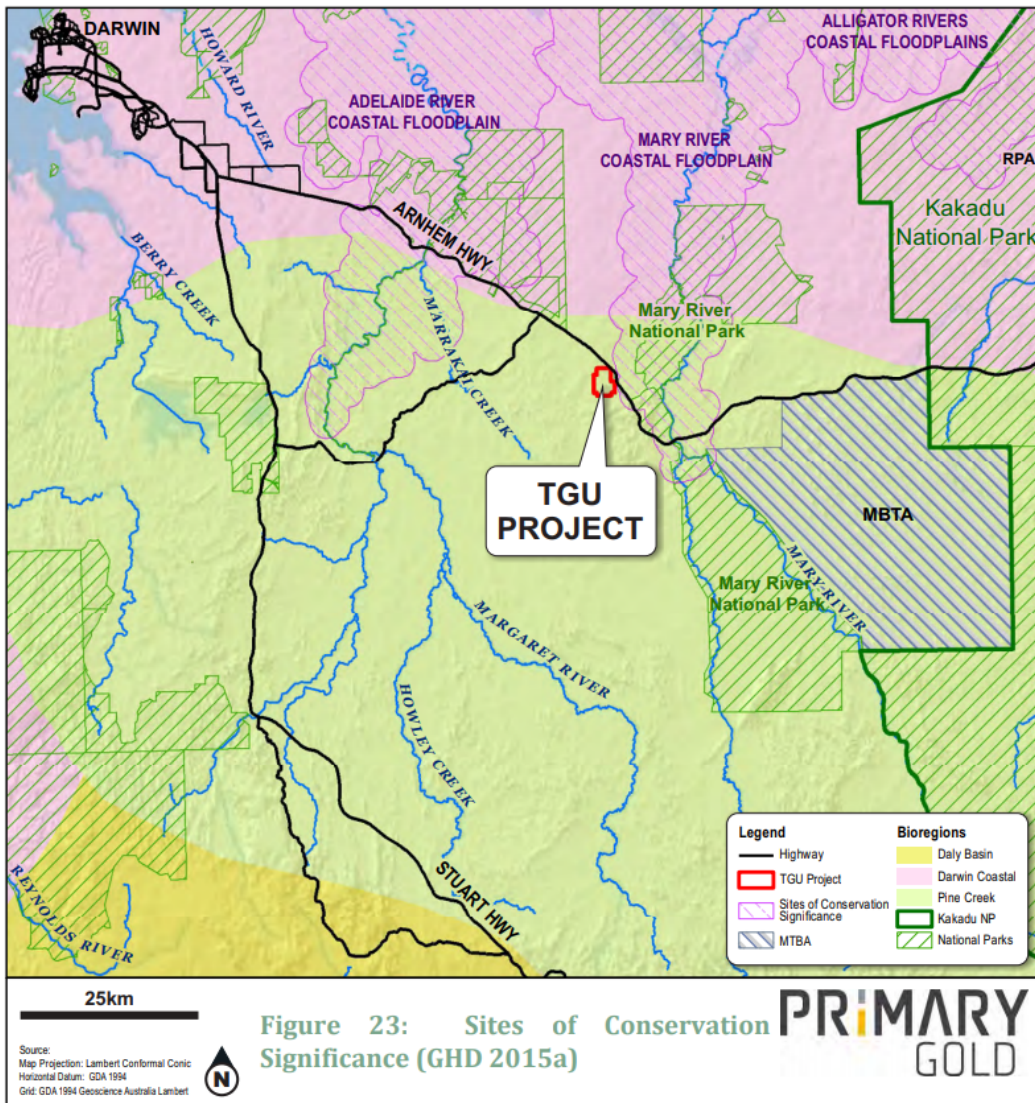 DARWIN
HOWARD RIVER
ALLIGATOR RIVERS
COASTAL FLOODPLAINS
ADELAIDE RIVER
COASTAL FLOODPLAIN
MARY RIVER
COASTAL FLOODPLAIN
RPA
Kakadu
National Park
ARNHEM HWY
BERRY CREEK
MARRAKAI CREEK
Mary River
National Park
TGU
PROJECT
MBTA
MARY RIVER
Mary River
National Park
MARGARET RIVER
HOWLEY CREEK
STUART HWY
REYNOLDS RIVER
Legend
Highway
TGU Project
Sites of Conservation
Significance
MTBA
Bioregions
Daly Basin
Darwin Coastal
Pine Creek
Kakadu NP
National Parks
25km
Source:
Map Projection: Lambert Conformal Conic
Horizontal Datum: GDA 1994
Grid: GDA 1994 Geoscience Australia Lambert
N
Figure 23: Sites of Conservation
Significance (GHD 2015a)
PRiMARY
GOLD